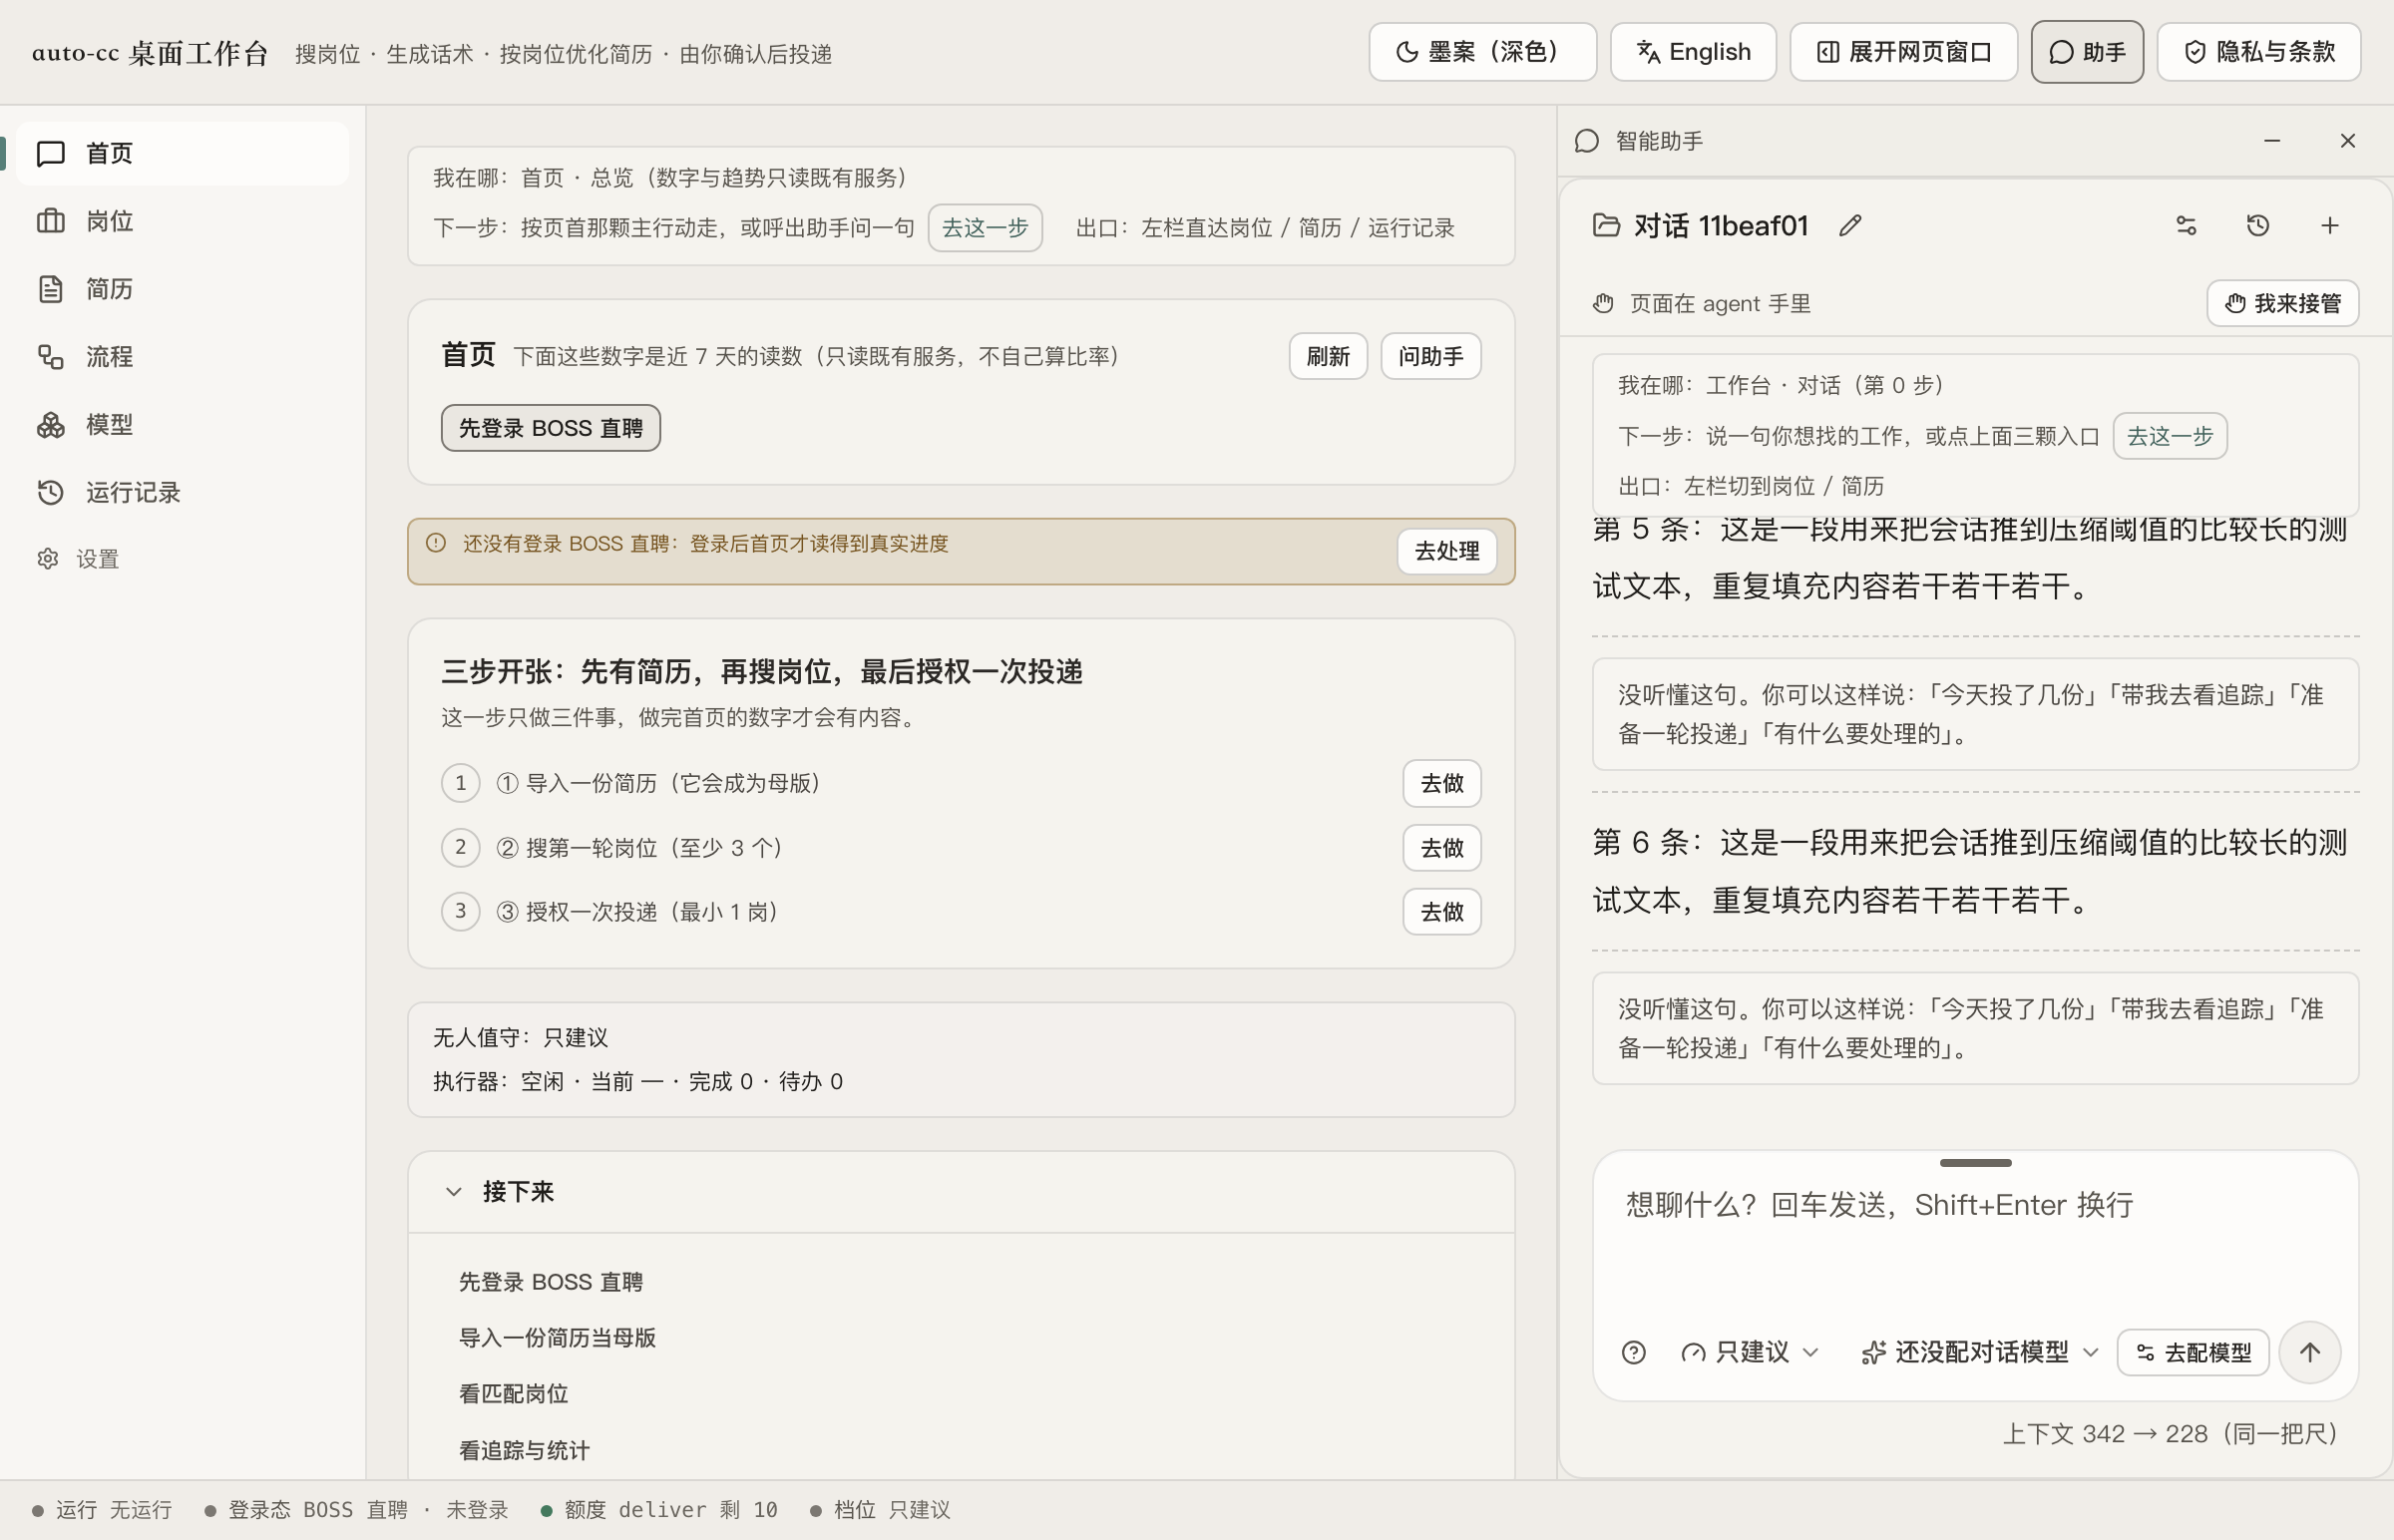 auto-cc 桌面工作台
搜岗位 · 生成话术 · 按岗位优化简历 · 由你确认后投递
墨案（深色）
English
展开网页窗口
助手
隐私与条款
首页
岗位
简历
流程
模型
运行记录
设置
我在哪：首页 · 总览（数字与趋势只读既有服务）
下一步：按页首那颗主行动走，或呼出助手问一句 去这一步 出口：左栏直达岗位 / 简历 / 运行记录
首页 下面这些数字是近 7 天的读数（只读既有服务，不自己算比率）
刷新
问助手
先登录 BOSS 直聘
还没有登录 BOSS 直聘：登录后首页才读得到真实进度
去处理
三步开张：先有简历，再搜岗位，最后授权一次投递
这一步只做三件事，做完首页的数字才会有内容。
1 ① 导入一份简历（它会成为母版） 去做
2 ② 搜第一轮岗位（至少 3 个） 去做
3 ③ 授权一次投递（最小 1 岗） 去做
无人值守：只建议
执行器：空闲 · 当前 — · 完成 0 · 待办 0
接下来
先登录 BOSS 直聘
导入一份简历当母版
看匹配岗位
看追踪与统计
智能助手
对话 11beaf01
页面在 agent 手里
我来接管
我在哪：工作台 · 对话（第 0 步）
下一步：说一句你想找的工作，或点上面三颗入口 去这一步
出口：左栏切到岗位 / 简历
第 5 条：这是一段用来把会话推到压缩阈值的比较长的测
试文本，重复填充内容若干若干若干。
没听懂这句。你可以这样说：「今天投了几份」「带我去看追踪」「准
备一轮投递」「有什么要处理的」。
第 6 条：这是一段用来把会话推到压缩阈值的比较长的测
试文本，重复填充内容若干若干若干。
没听懂这句。你可以这样说：「今天投了几份」「带我去看追踪」「准
备一轮投递」「有什么要处理的」。
想聊什么？回车发送，Shift+Enter 换行
只建议
还没配对话模型
去配模型
上下文 342 → 228（同一把尺）
运行 无运行
登录态 BOSS 直聘 · 未登录
额度 deliver 剩 10
档位 只建议